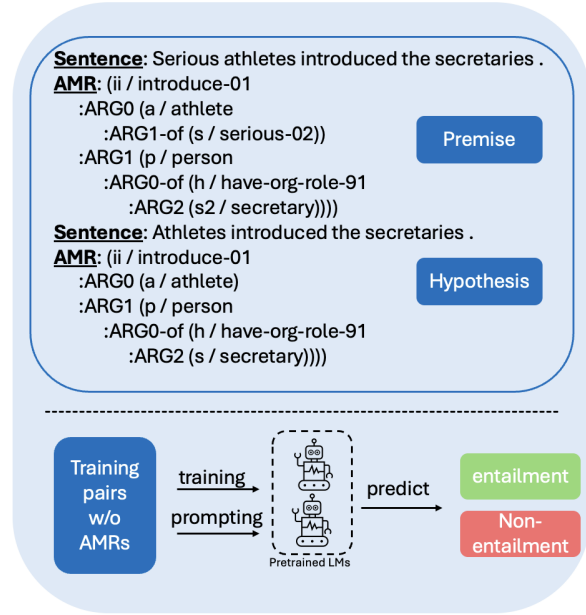 Sentence: Serious athletes introduced the secretaries .
AMR: (ii / introduce-01
:ARG0 (a / athlete
:ARG1-of (s / serious-02))
:ARG1 (p / person
:ARG0-of (h / have-org-role-91
:ARG2 (s2 / secretary))))
Premise
Sentence: Athletes introduced the secretaries .
AMR: (ii / introduce-01
:ARG0 (a / athlete)
:ARG1 (p / person
:ARG0-of (h / have-org-role-91
:ARG2 (s / secretary))))
Hypothesis
Training
pairs
w/o
AMRs
training
prompting
Pretrained LMs
predict
entailment
Non-
entailment